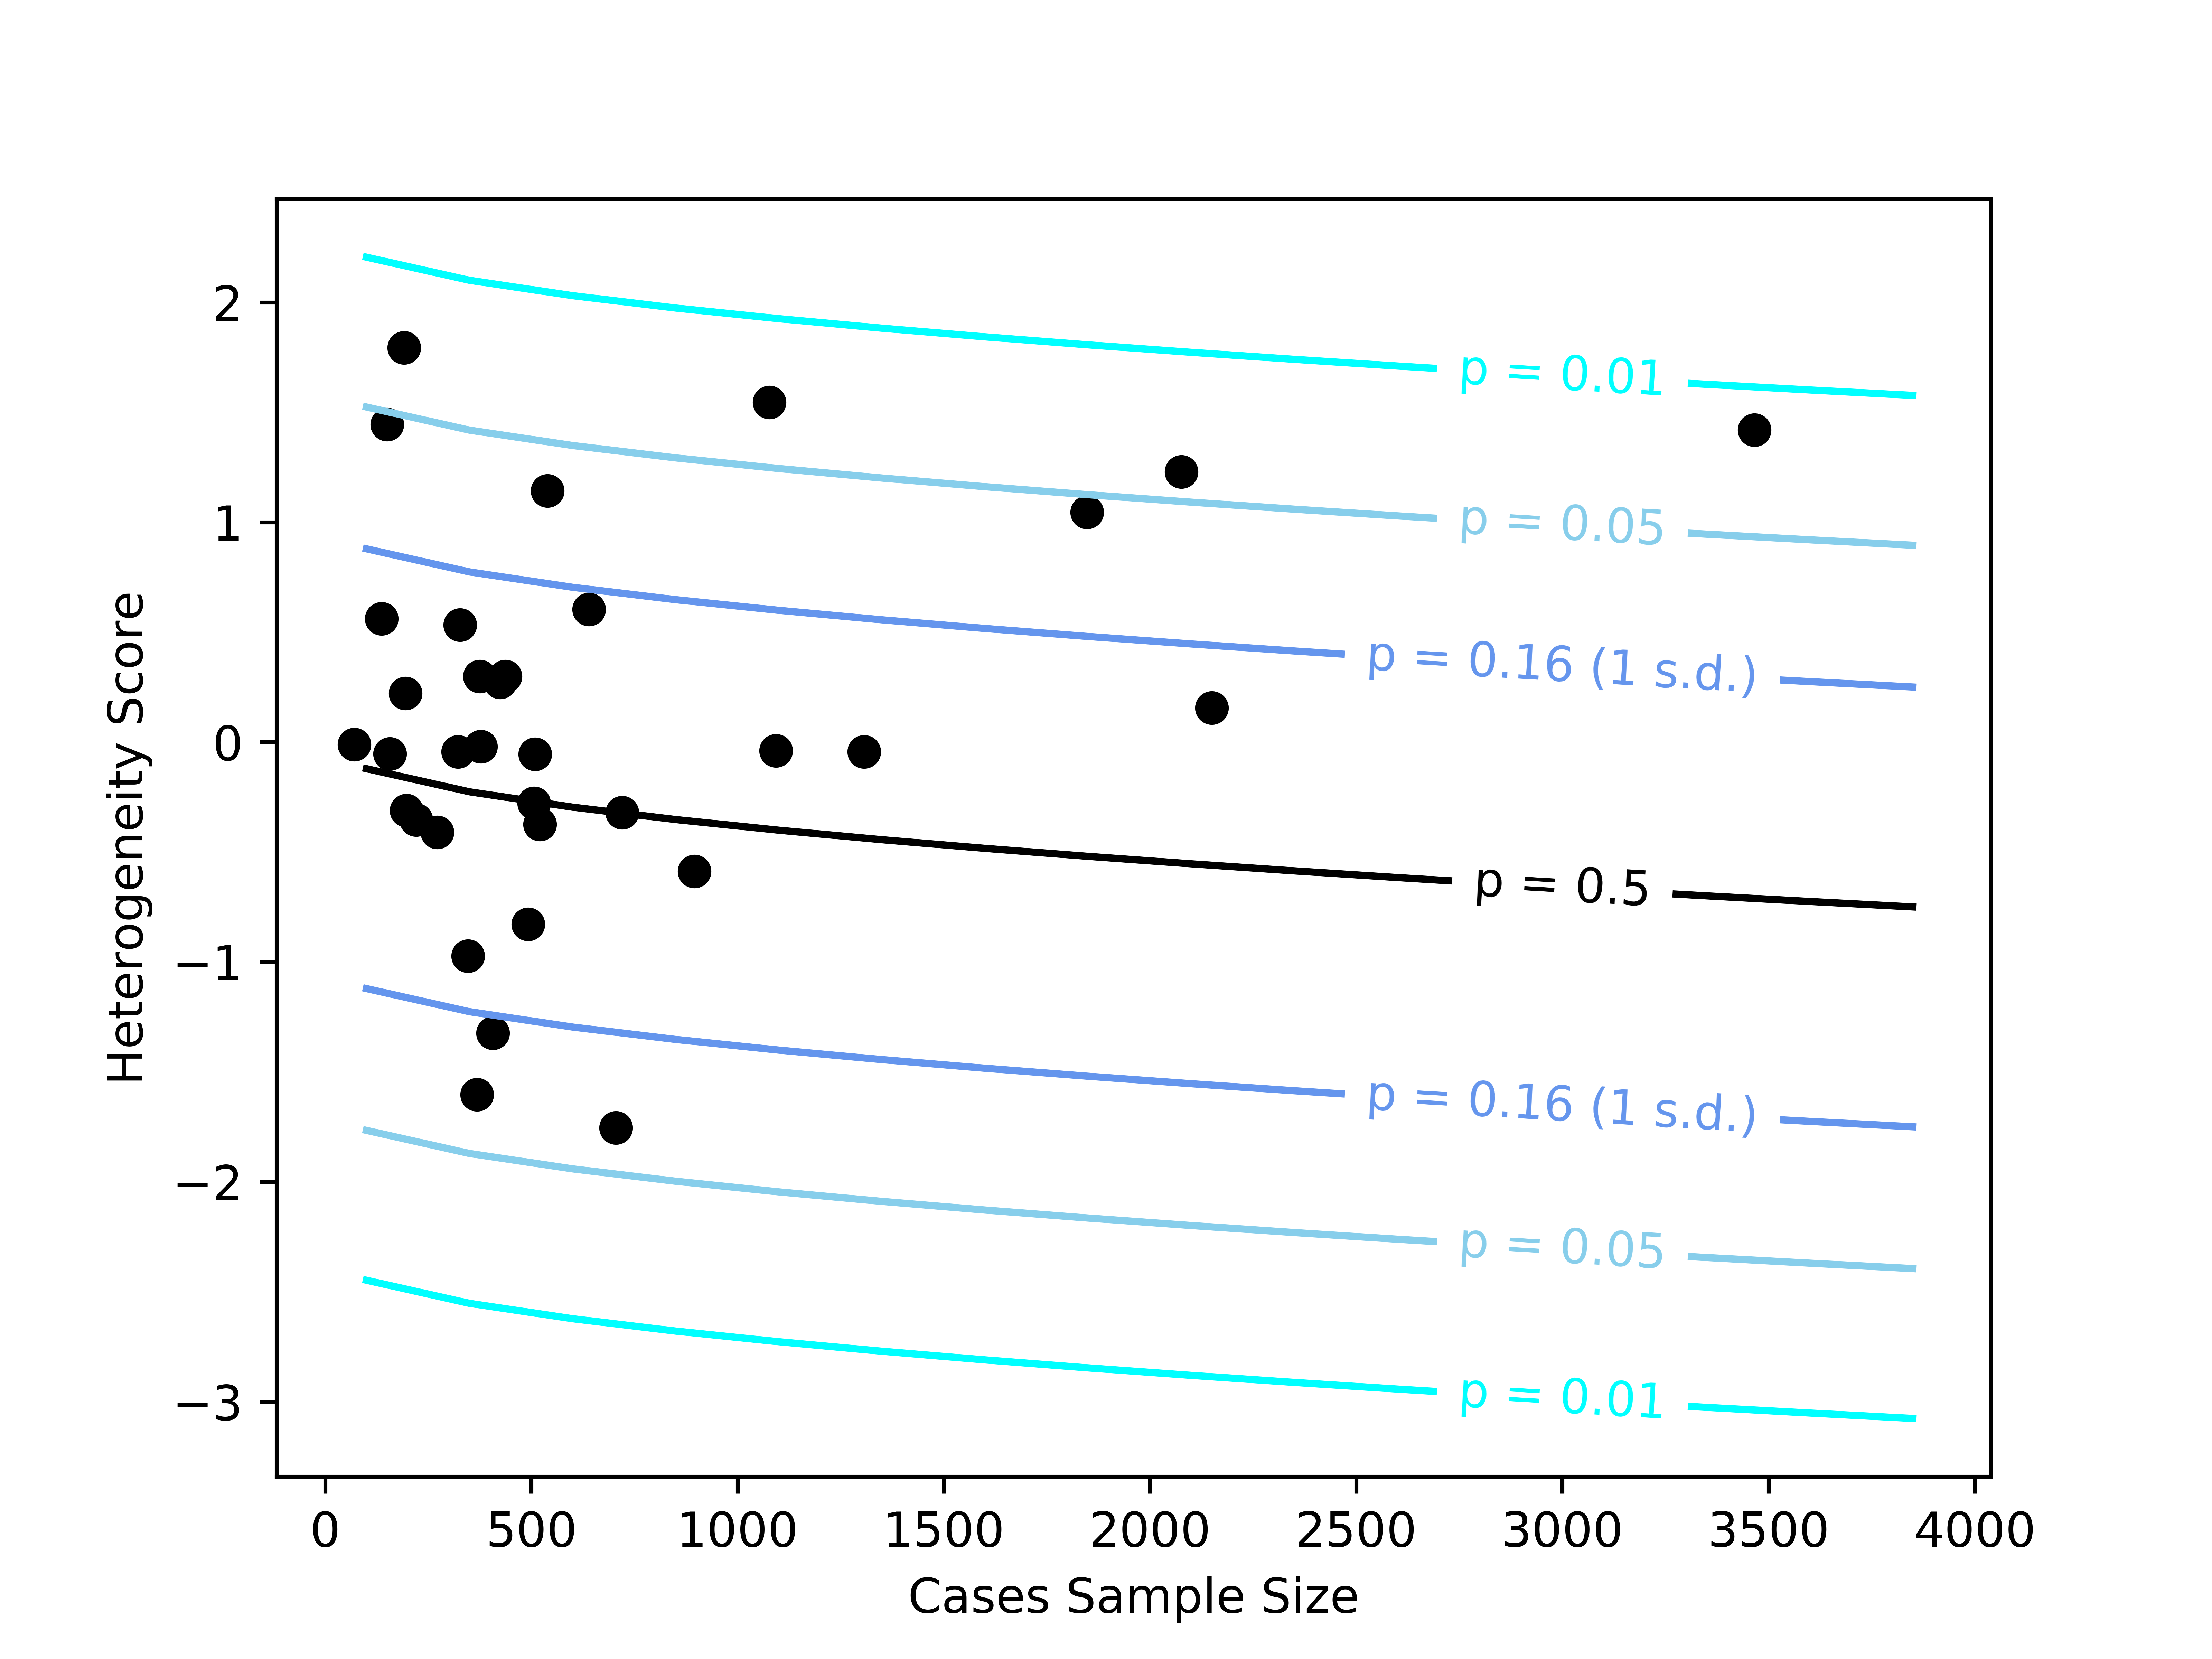 2
p = 0.01
1
p = 0.05
p = 0.16 (1 s.d.)
0
p = 0.5
−1
p = 0.16 (1 s.d.)
−2
p = 0.05
−3
p = 0.01
Heterogeneity Score
0 500 1000 1500 2000 2500 3000 3500 4000
Cases Sample Size